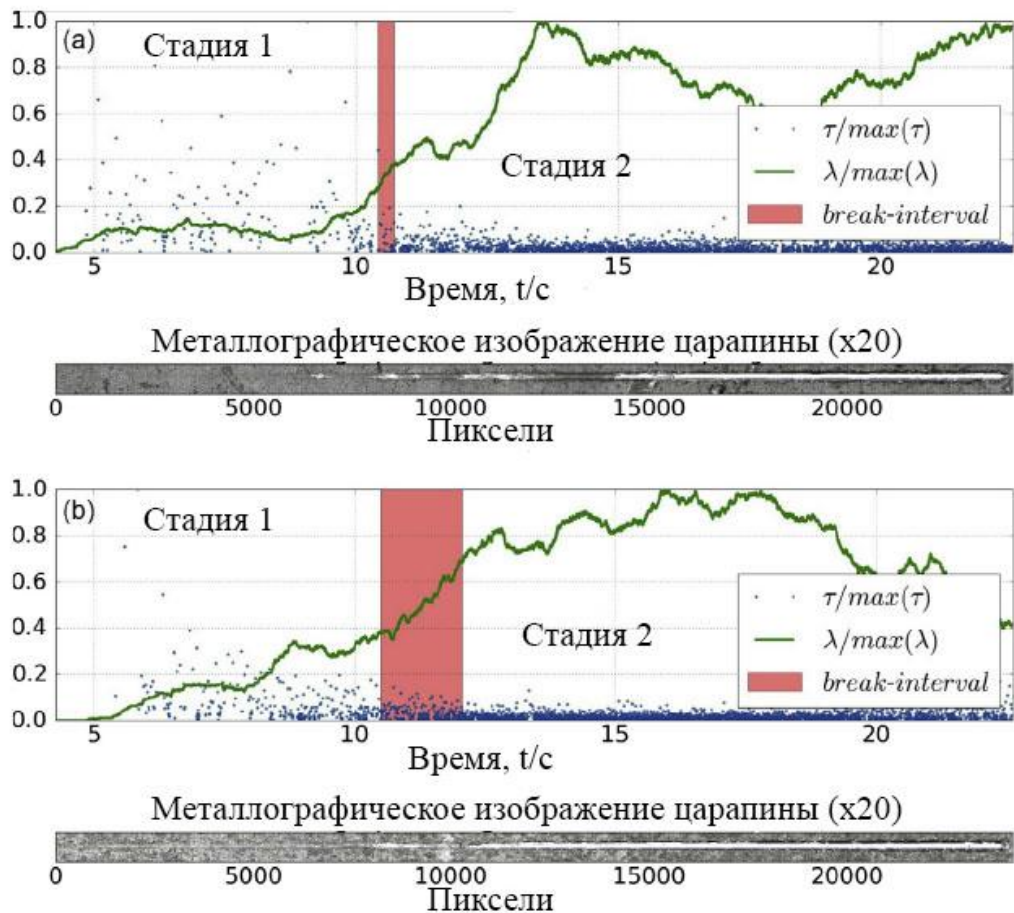 (a)
Стадия 1
Стадия 2
1.0
0.8
0.6
0.4
0.2
0.0
τ/max(τ)
λ/max(λ)
break-interval
5 10 15 20
Время, t/c
Металлографическое изображение царапины (x20)
0 5000 10000 15000 20000
Пиксели
(b)
Стадия 1
Стадия 2
1.0
0.8
0.6
0.4
0.2
0.0
τ/max(τ)
λ/max(λ)
break-interval
5 10 15 20
Время, t/c
Металлографическое изображение царапины (x20)
0 5000 10000 15000 20000
Пиксели